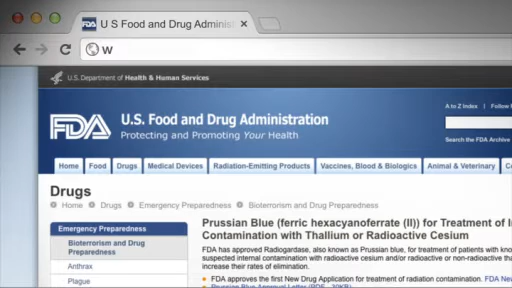 FDA U S Food and Drug Administ
w
U.S. Department of Health & Human Services
A to Z Index | Follow
FDA U.S. Food and Drug Administration
Protecting and Promoting Your Health
Search the FDA Archive
Home Food Drugs Medical Devices Radiation-Emitting Products Vaccines, Blood & Biologics Animal & Veterinary
Drugs
Home Drugs Emergency Preparedness Bioterrorism and Drug Preparedness
Emergency Preparedness
Bioterrorism and Drug
Preparedness
Anthrax
Plague
Prussian Blue (ferric hexacyanoferrate (II)) for Treatment of
Contamination with Thallium or Radioactive Cesium
FDA has approved Radiogardase, also known as Prussian blue, for treatment of patients with
suspected internal contamination with radioactive cesium and/or radioactive or non-radioactive
increase their rates of elimination.
FDA approves the first New Drug Application for treatment of radiation contamination. FDA
Prussian Blue Approval Letter